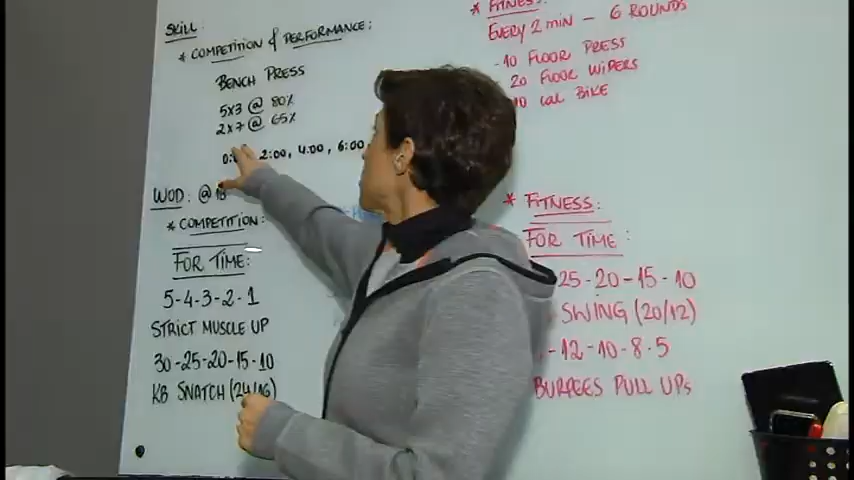 SKILL:
* COMPETITION & PERFORMANCE:
BENCH PRESS
5x3 @ 80%
2x7 @ 65%
2:00, 4:00, 6:00
WOD: @
* COMPETITION:
FOR TIME:
5-4-3-2-1
STRICT MUSCLE UP
30-25-20-15-10
KB SNATCH (24/16)
* FITNESS:
EVERY 2 MIN - 6 ROUNDS
-10 FLOOR PRESS
20 FLOOR WIPERS
10 CAL BIKE
* FITNESS:
FOR TIME:
25-20-15-10
SWING (20/12)
-12-10-8-5
BURPEES PULL UPs